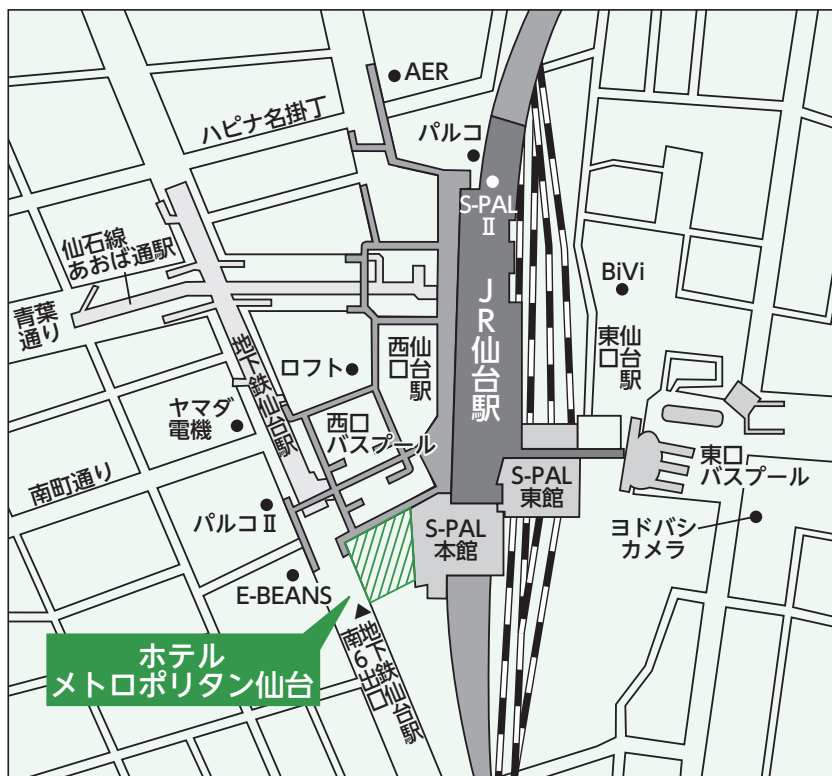 AER
ハピナ名掛丁
パルコ
S-PAL
II
仙石線
あおば通駅
BiVi
青葉
通り
JR仙台駅
仙台駅
西口
仙台駅
東口
ロフト
地下鉄仙台駅
ヤマダ
電機
西口
バスプール
東口
バスプール
南町通り
S-PAL
東館
パルコII
S-PAL
本館
ヨドバシ
カメラ
E-BEANS
ホテル
メトロポリタン仙台
地下鉄仙台駅
南6出口